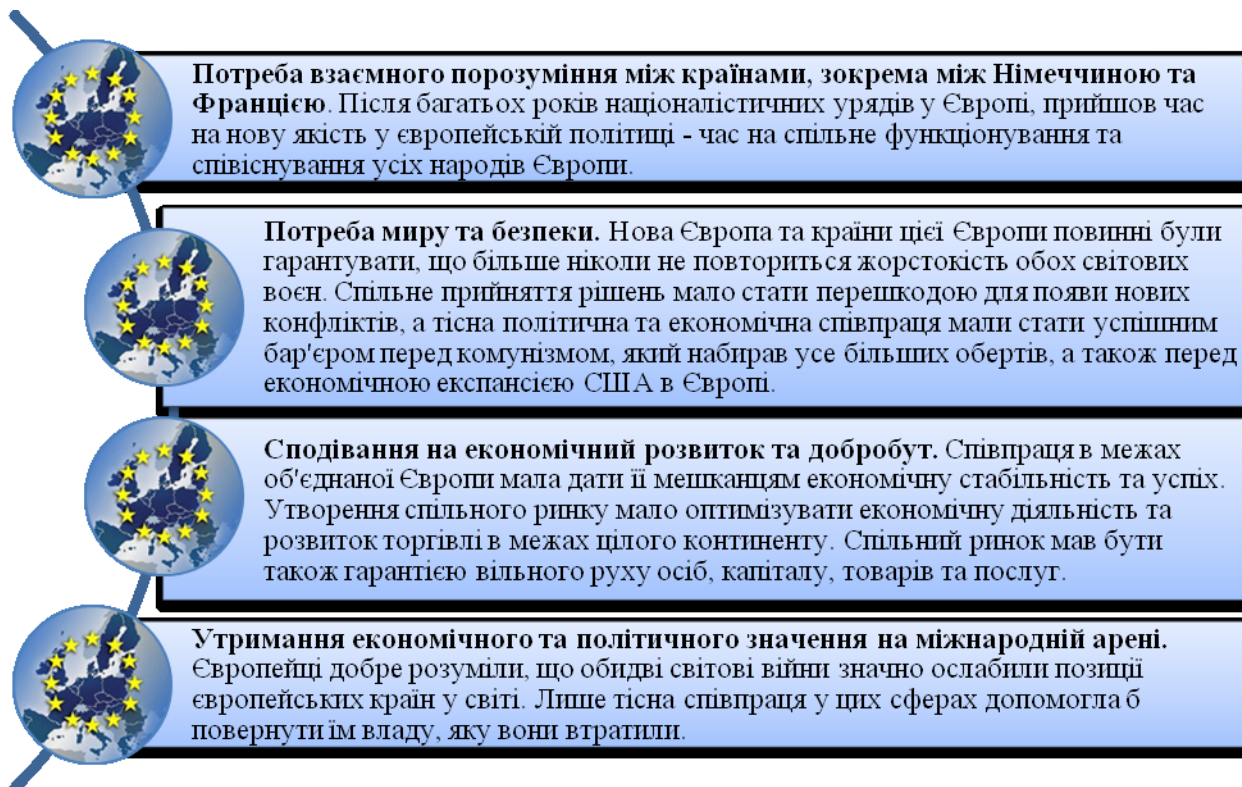 Потреба взаємного порозуміння між країнами, зокрема між Німеччиною та
Францією. Після багатьох років націоналістичних урядів у Європі, прийшов час
на нову якість у європейській політиці - час на спільне функціонування та
співіснування усіх народів Європи.
Потреба миру та безпеки. Нова Європа та країни цієї Європи повинні були
гарантувати, що більше ніколи не повториться жорстокість обох світових
воєн. Спільне прийняття рішень мало стати перешкодою для появи нових
конфліктів, а тісна політична та економічна співпраця мали стати успішним
бар'єром перед комунізмом, який набирав усе більших обертів, а також перед
економічною експансією США в Європі.
Сподівання на економічний розвиток та добробут. Співпраця в межах
об'єднаної Європи мала дати її мешканцям економічну стабільність та успіх.
Утворення спільного ринку мало оптимізувати економічну діяльність та
розвиток торгівлі в межах цілого континенту. Спільний ринок мав бути
також гарантією вільного руху осіб, капіталу, товарів та послуг.
Утримання економічного та політичного значення на міжнародній арені.
Європейці добре розуміли, що обидві світові війни значно ослабили позиції
європейських країн у світі. Лише тісна співпраця у цих сферах допомогла б
повернути їм владу, яку вони втратили.